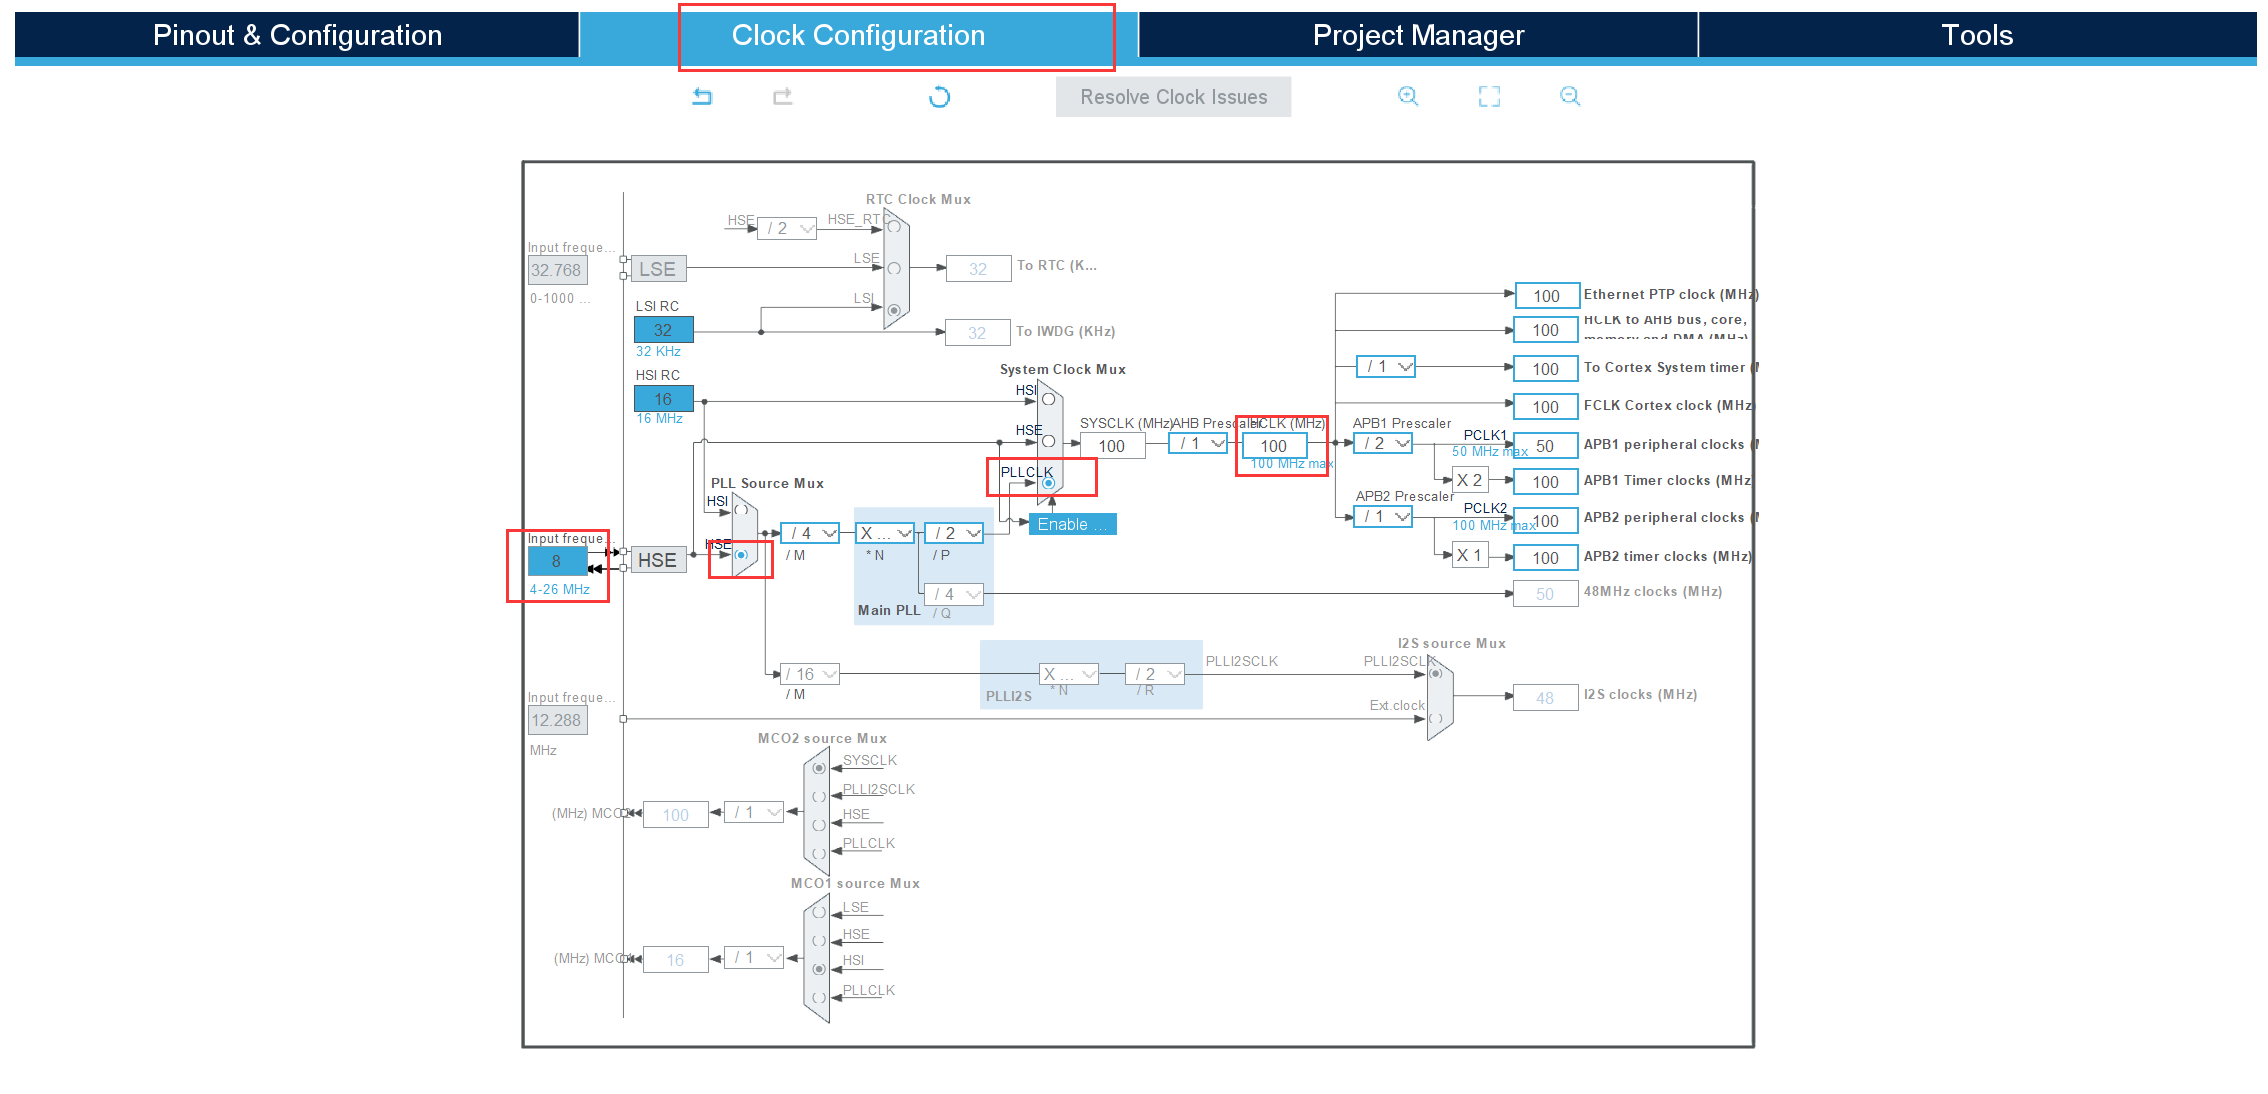 Pinout & Configuration
Clock Configuration
Project Manager
Tools
Resolve Clock Issues
RTC Clock Mux
HSE
/ 2
HSE_RTC
Input freque...
32.768
0-1000 ...
LSE
LSE
32
To RTC (K...
LSI RC
LSI
32
32 KHz
32
To IWDG (KHz)
HSI RC
16
16 MHz
System Clock Mux
HSI
HSE
PLLCLK
Enable ...
SYSCLK (MHz)
100
AHB Prescaler
/ 1
HCLK (MHz)
100
100 MHz max
100
Ethernet PTP clock (MHz)
100
HCLK to AHB bus, core,
memory and DMA (MHz)
/ 1
100
To Cortex System timer (M
100
FCLK Cortex clock (MHz)
APB1 Prescaler
/ 2
PCLK1
50 MHz max
50
APB1 peripheral clocks (M
X 2
100
APB1 Timer clocks (MHz)
APB2 Prescaler
/ 1
PCLK2
100 MHz max
100
APB2 peripheral clocks (M
X 1
100
APB2 timer clocks (MHz)
PLL Source Mux
HSI
HSE
Input freque...
8
4-26 MHz
HSE
/ 4
/ M
X ...
* N
/ 2
/ P
/ 4
/ Q
Main PLL
50
48MHz clocks (MHz)
/ 16
/ M
X ...
* N
/ 2
/ R
PLLI2S
PLLI2SCLK
I2S source Mux
PLLI2SCLK
Ext.clock
48
I2S clocks (MHz)
Input freque...
12.288
MHz
MCO2 source Mux
SYSCLK
PLLI2SCLK
HSE
PLLCLK
(MHz) MCO2
100
/ 1
MCO1 source Mux
LSE
HSE
HSI
PLLCLK
(MHz) MCO1
16
/ 1